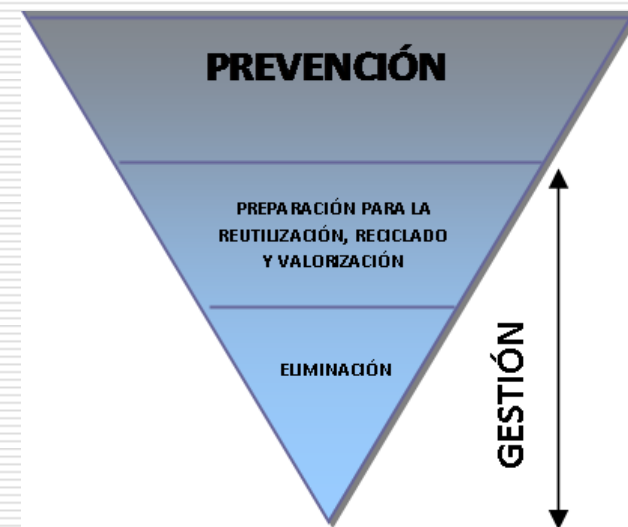 PREVENCIÓN
PREPARACIÓN PARA LA
REUTILIZACIÓN, RECICLADO
Y VALORIZACIÓN
ELIMINACIÓN
GESTIÓN